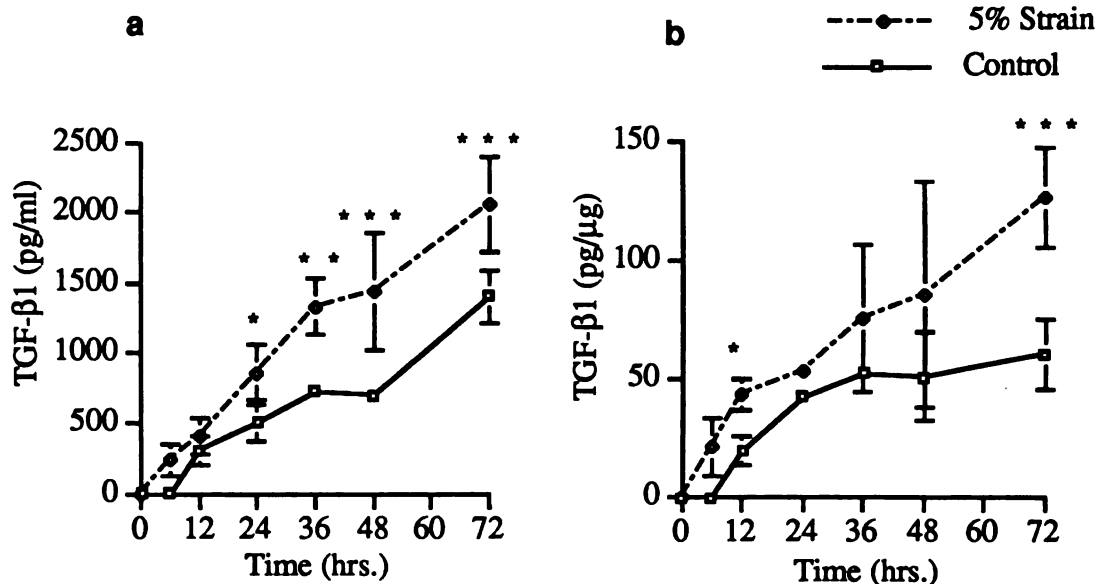 a
b
5% Strain
Control
TGF-β1 (pg/ml)
2500
2000
1500
1000
500
0
*
* *
* * *
* * *
0 12 24 36 48 60 72
Time (hrs.)
TGF-β1 (pg/μg)
150
100
50
0
*
* * *
0 12 24 36 48 60 72
Time (hrs.)